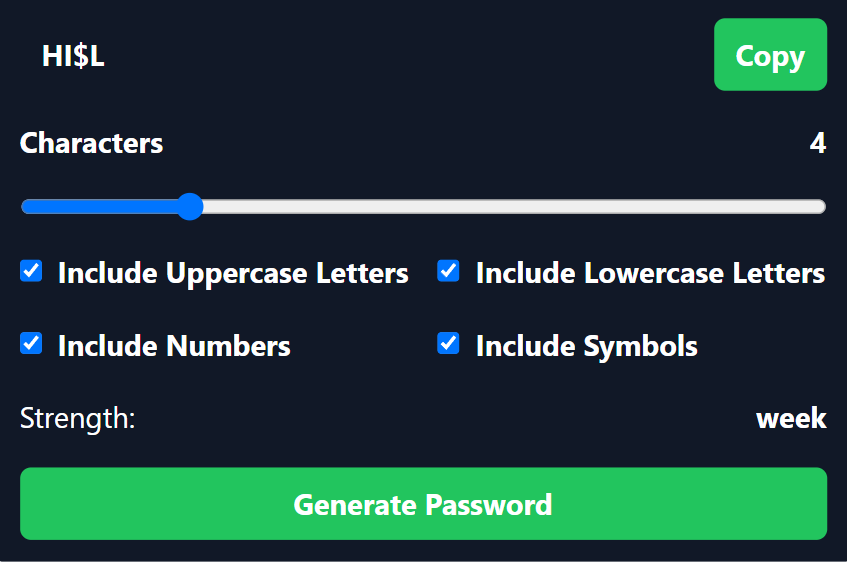 HI$L Copy
Characters 4
Include Uppercase Letters Include Lowercase Letters
Include Numbers Include Symbols
Strength: week
Generate Password